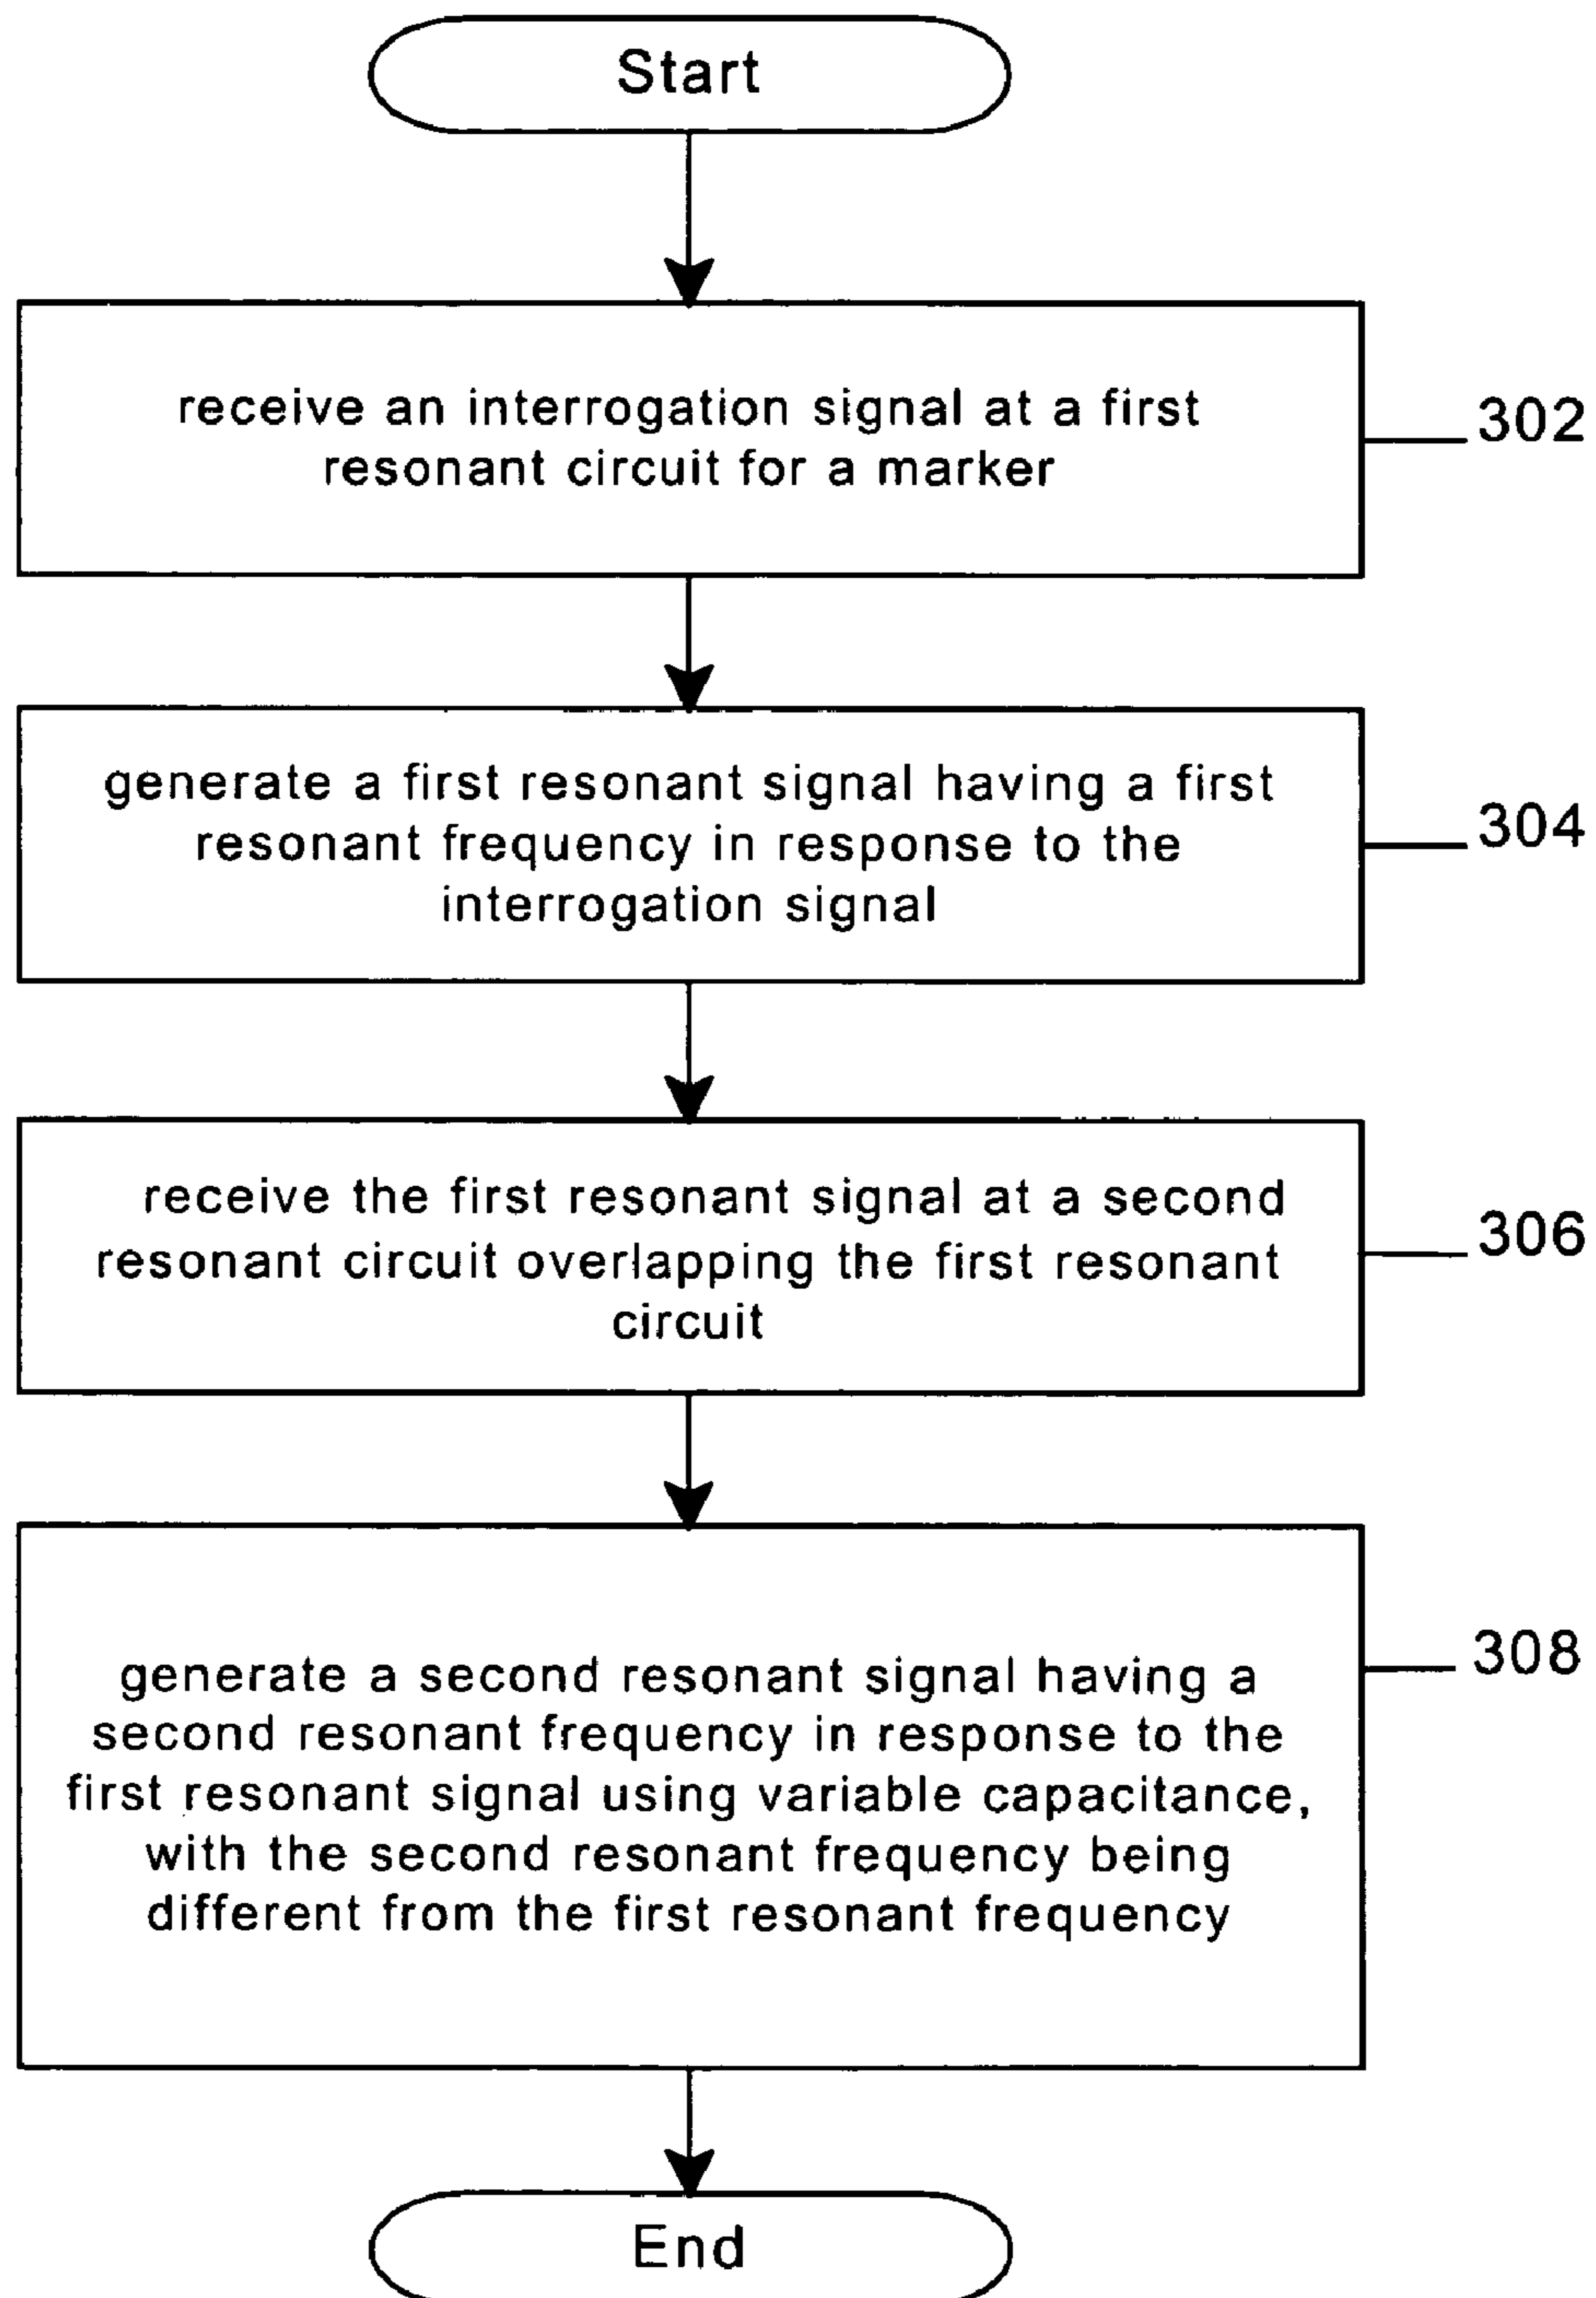 Start
receive an interrogation signal at a first
resonant circuit for a marker
302
generate a first resonant signal having a first
resonant frequency in response to the
interrogation signal
304
receive the first resonant signal at a second
resonant circuit overlapping the first resonant
circuit
306
generate a second resonant signal having a
second resonant frequency in response to the
first resonant signal using variable capacitance,
with the second resonant frequency being
different from the first resonant frequency
308
End